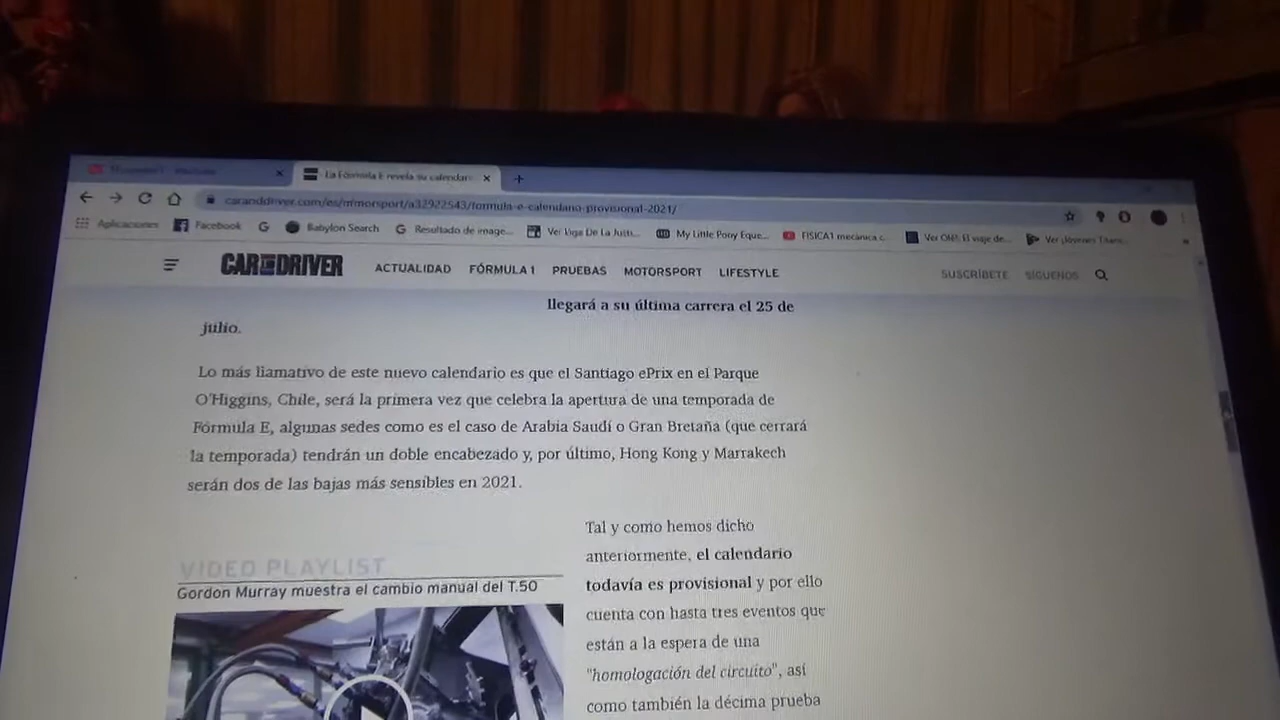 La Fórmula E revela su calendario
caranddriver.com/es/mmorsport/a32922543/formula-e-calendario-provisional-2021/
Aplicaciones
Facebook
Babylon Search
Resultado de image...
Ver Liga De La Justi...
My Little Pony Eque...
FISICA1 mecánica c...
Ver Jóvenes Titane...
CAR AND DRIVER
ACTUALIDAD FÓRMULA 1 PRUEBAS MOTORSPORT LIFESTYLE
SUSCRÍBETE SÍGUENOS
llegará a su última carrera el 25 de
julio.
Lo más llamativo de este nuevo calendario es que el Santiago ePrix en el Parque
O'Higgins, Chile, será la primera vez que celebra la apertura de una temporada de
Fórmula E, algunas sedes como es el caso de Arabia Saudí o Gran Bretaña (que cerrará
la temporada) tendrán un doble encabezado y, por último, Hong Kong y Marrakech
serán dos de las bajas más sensibles en 2021.
VIDEO PLAYLIST
Gordon Murray muestra el cambio manual del T.50
Tal y como hemos dicho
anteriormente, el calendario
todavía es provisional y por ello
cuenta con hasta tres eventos que
están a la espera de una
"homologación del circuito", así
como también la décima prueba